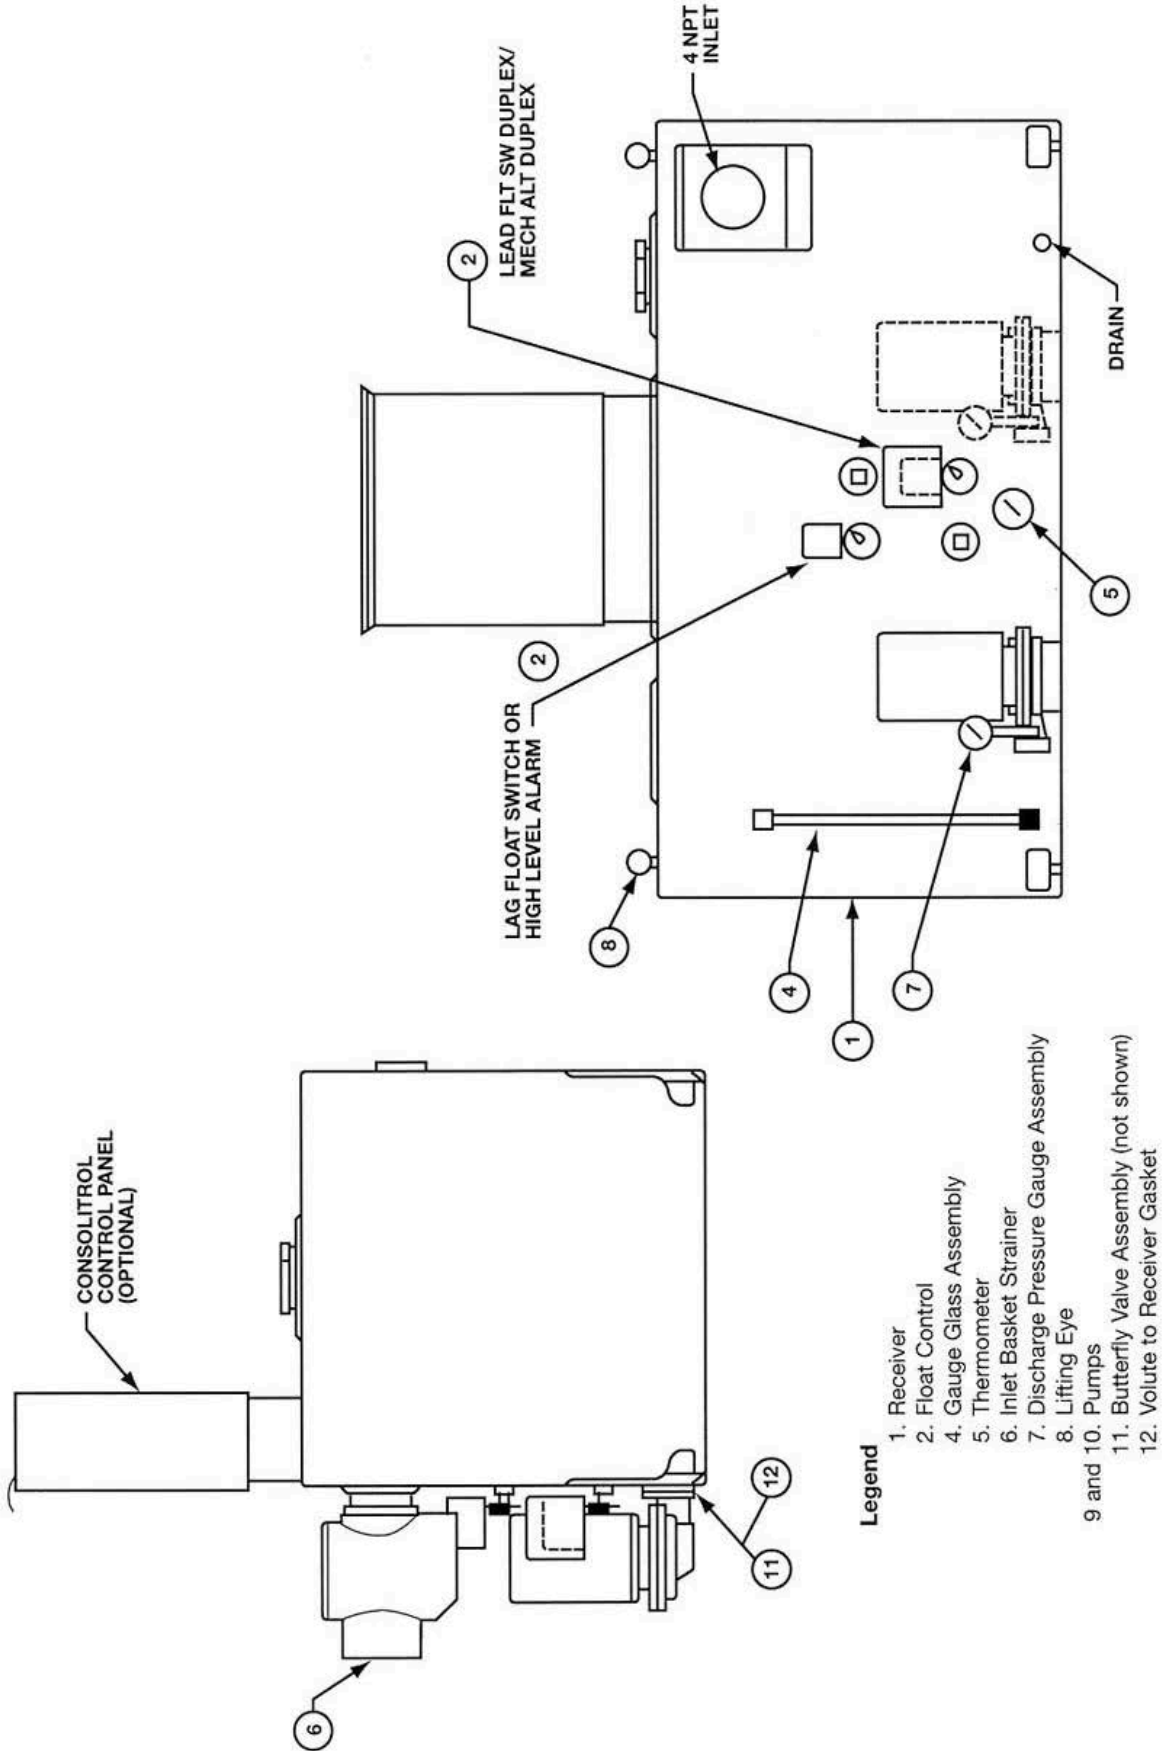 CONSOLITROL
CONTROL PANEL
(OPTIONAL)
6
11
12
LAG FLOAT SWITCH OR
HIGH LEVEL ALARM
2
2
LEAD FLT SW DUPLEX/
MECH ALT DUPLEX
4 NPT
INLET
8
4
1
7
5
DRAIN
Legend
1. Receiver
2. Float Control
4. Gauge Glass Assembly
5. Thermometer
6. Inlet Basket Strainer
7. Discharge Pressure Gauge Assembly
8. Lifting Eye
9 and 10. Pumps
11. Butterfly Valve Assembly (not shown)
12. Volute to Receiver Gasket